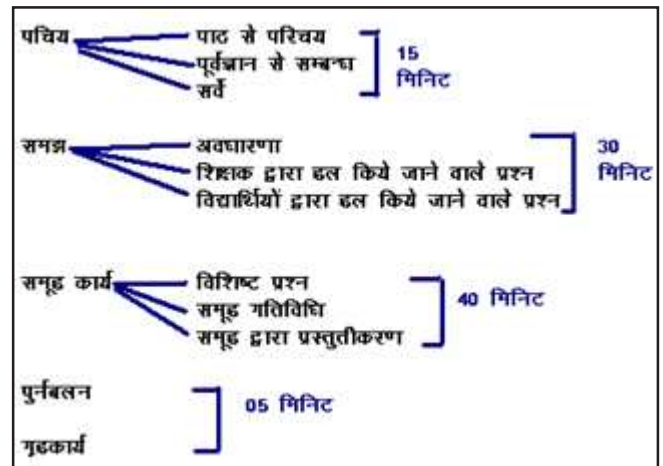 पचिय पाठ से परिचय
पूर्वज्ञान से सम्बन्ध
सर्वे
15
मिनिट
समझ अवधारणा
शिक्षक द्वारा हल किये जाने वाले प्रश्न
विद्यार्थियों द्वारा हल किये जाने वाले प्रश्न
30
मिनिट
समूह कार्य विशिष्ट प्रश्न
समूह गतिविधि
समूह द्वारा प्रस्तुतीकरण
40 मिनिट
पुर्नबलन
गृहकार्य
05 मिनिट